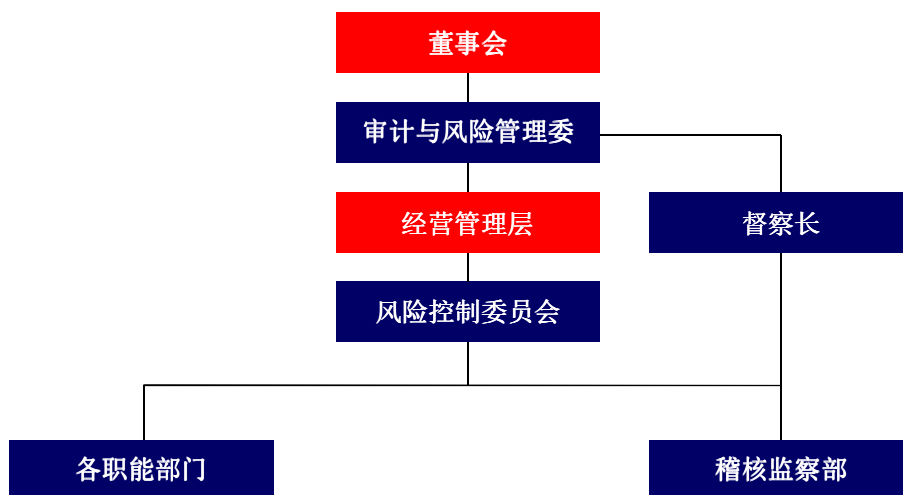 董事会
审计与风险管理委
经营管理层
督察长
风险控制委员会
各职能部门
稽核监察部